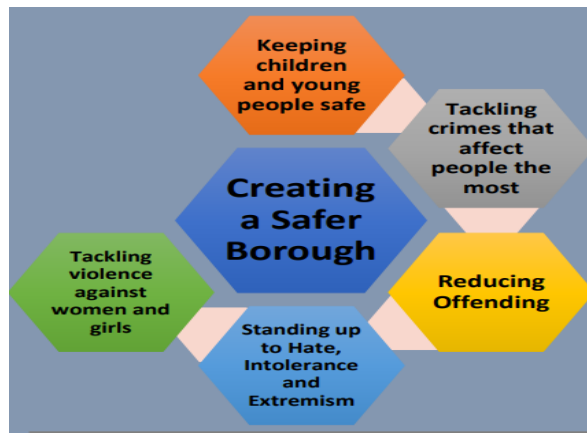 Keeping
children
and young
people safe
Tackling
crimes that
affect
people the
most
Creating
a Safer
Borough
Reducing
Offending
Standing up
to Hate,
Intolerance
and
Extremism
Tackling
violence
against
women and
girls